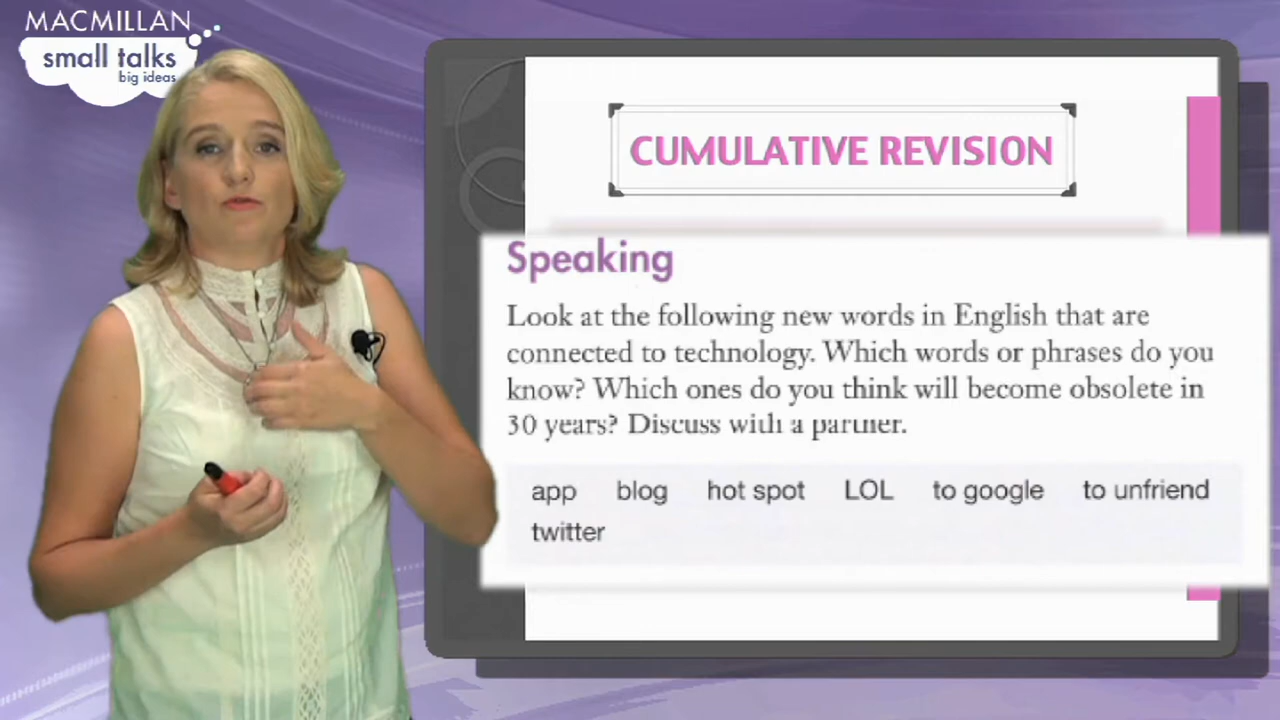 MACMILLAN
small talks
big ideas
CUMULATIVE REVISION
Speaking
Look at the following new words in English that are
connected to technology. Which words or phrases do you
know? Which ones do you think will become obsolete in
30 years? Discuss with a partner.
app blog hot spot LOL to google to unfriend
twitter